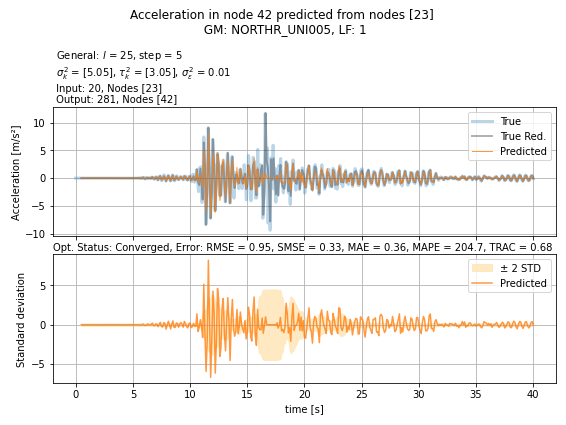 Acceleration in node 42 predicted from nodes [23]
GM: NORTHR_UNI005, LF: 1
General: l = 25, step = 5
σ²ₖ = [5.05], τ²ₖ = [3.05], σ²ₑ = 0.01
Input: 20, Nodes [23]
Output: 281, Nodes [42]
True
True Red.
Predicted
Acceleration [m/s²]
10
5
0
−5
−10
Opt. Status: Converged, Error: RMSE = 0.95, SMSE = 0.33, MAE = 0.36, MAPE = 204.7, TRAC = 0.68
± 2 STD
Predicted
Standard deviation
5
0
−5
0 5 10 15 20 25 30 35 40
time [s]